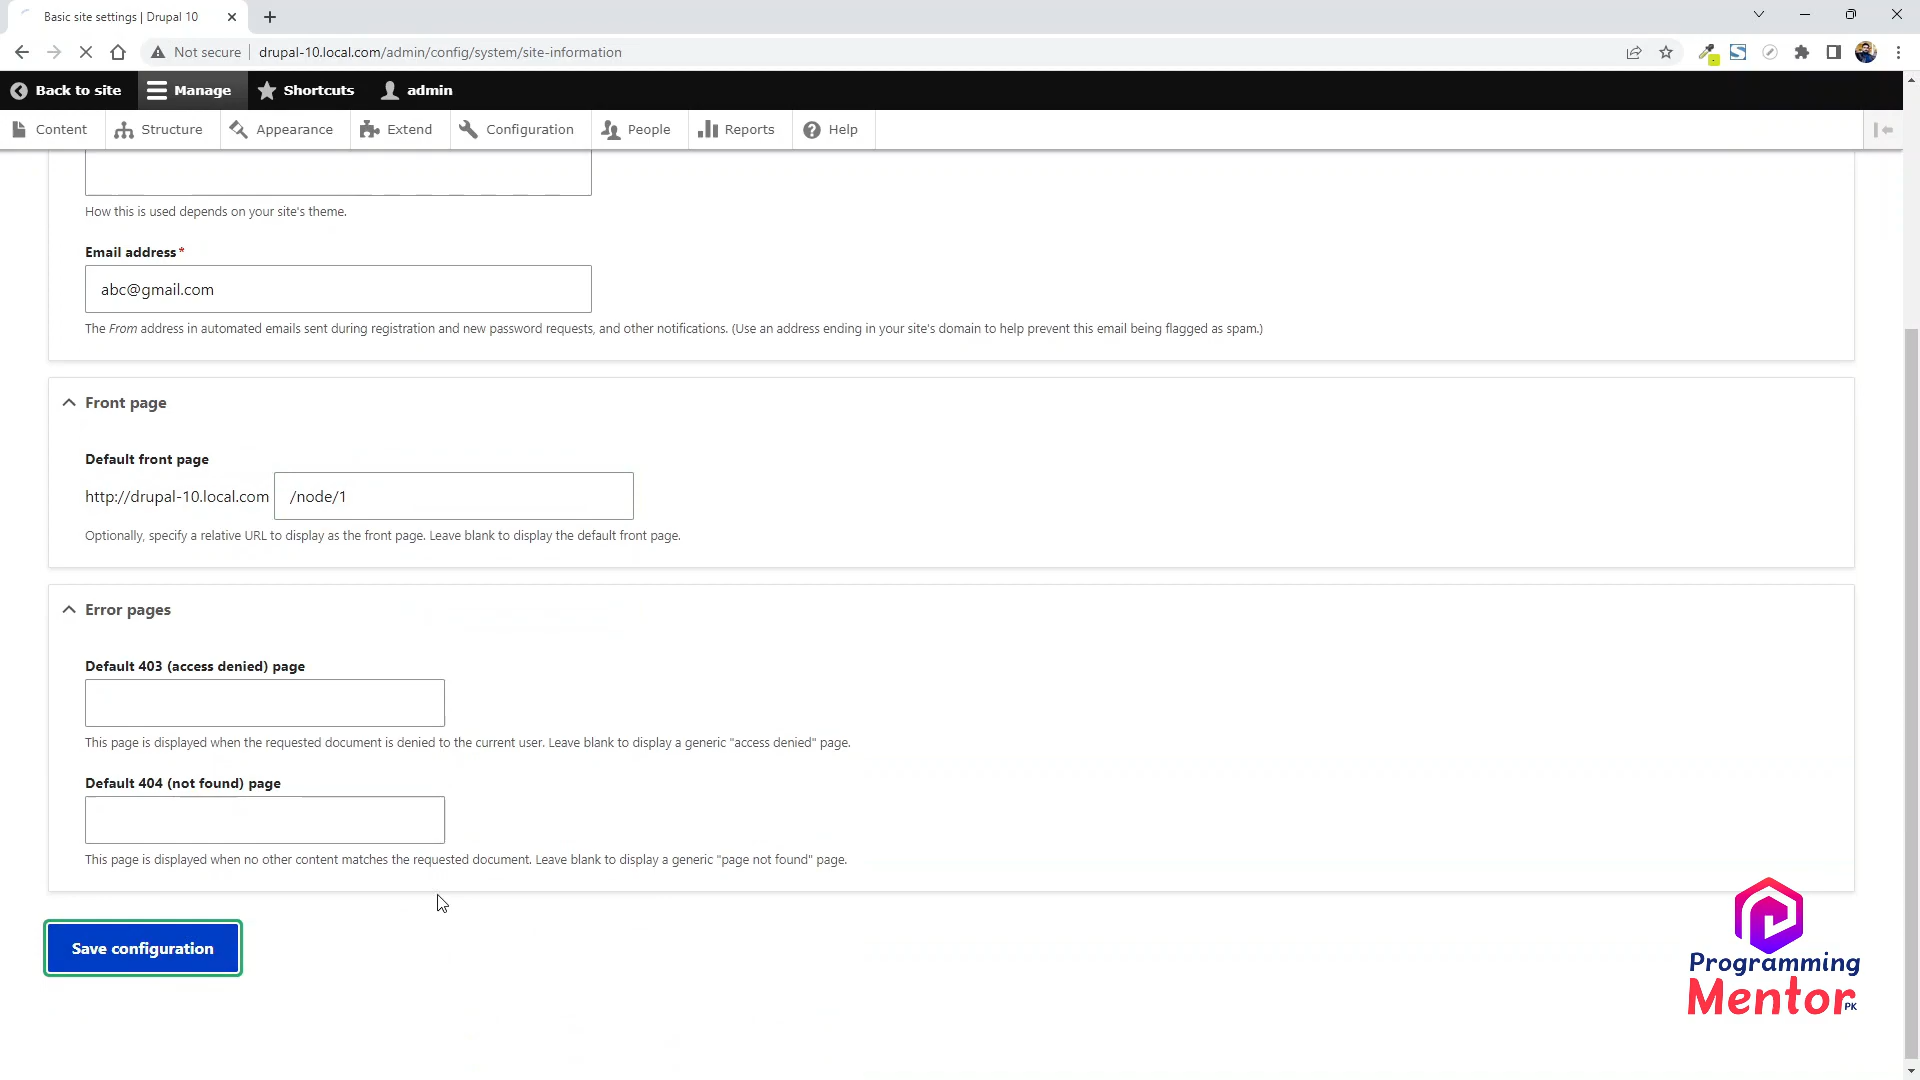 Basic site settings | Drupal 10
Not secure
drupal-10.local.com/admin/config/system/site-information
Back to site
Manage
Shortcuts
admin
Content
Structure
Appearance
Extend
Configuration
People
Reports
Help
How this is used depends on your site's theme.
Email address*
abc@gmail.com
The From address in automated emails sent during registration and new password requests, and other notifications. (Use an address ending in your site's domain to help prevent this email being flagged as spam.)
Front page
Default front page
http://drupal-10.local.com
/node/1
Optionally, specify a relative URL to display as the front page. Leave blank to display the default front page.
Error pages
Default 403 (access denied) page
This page is displayed when the requested document is denied to the current user. Leave blank to display a generic "access denied" page.
Default 404 (not found) page
This page is displayed when no other content matches the requested document. Leave blank to display a generic "page not found" page.
Save configuration
Programming
Mentor PK